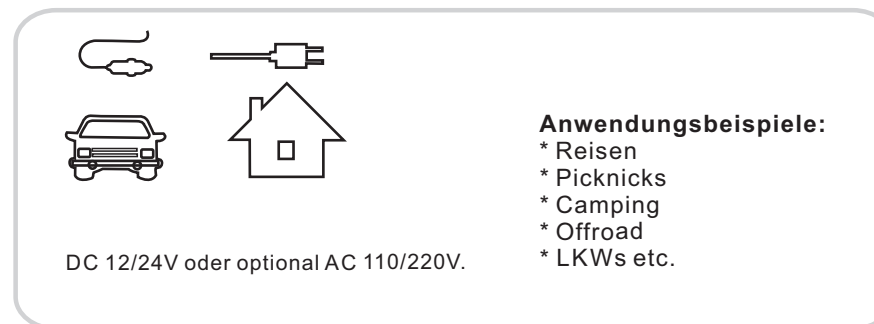 Anwendungsbeispiele:
* Reisen
* Picknicks
* Camping
* Offroad
* LKWs etc.
DC 12/24V oder optional AC 110/220V.